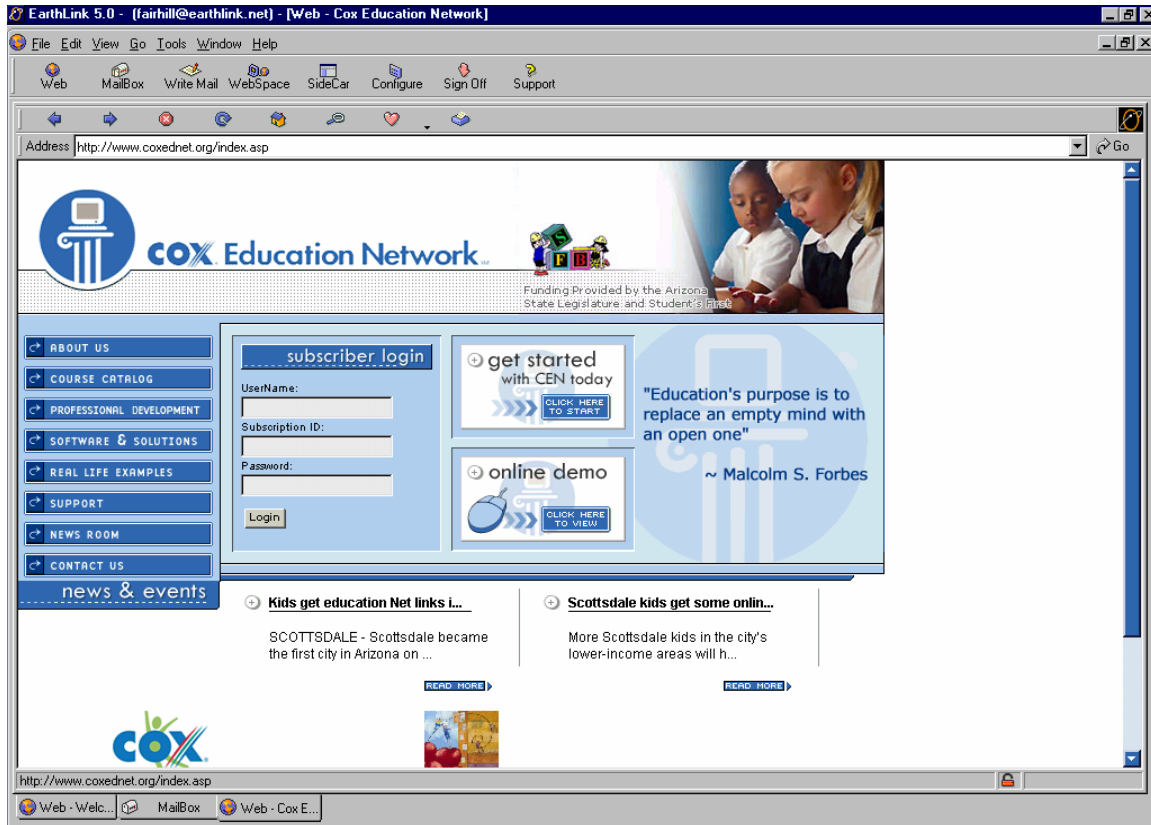 EarthLink 5.0 - (fairhill@earthlink.net) - [Web - Cox Education Network]
File Edit View Go Tools Window Help
Web MailBox Write Mail WebSpace SideCar Configure Sign Off Support
Address http://www.coxednet.org/index.asp Go
COX Education Network
S
F B
Funding Provided by the Arizona
State Legislature and Student's First
ABOUT US
COURSE CATALOG
PROFESSIONAL DEVELOPMENT
SOFTWARE & SOLUTIONS
REAL LIFE EXAMPLES
SUPPORT
NEWS ROOM
CONTACT US
news & events
subscriber login
UserName:
Subscription ID:
Password:
Login
get started
with CEN today
CLICK HERE
TO START
online demo
CLICK HERE
TO VIEW
"Education's purpose is to
replace an empty mind with
an open one"
~ Malcolm S. Forbes
Kids get education Net links i...
SCOTTSDALE - Scottsdale became
the first city in Arizona on ...
READ MORE
Scottsdale kids get some onlin...
More Scottsdale kids in the city's
lower-income areas will h...
READ MORE
COX
http://www.coxednet.org/index.asp
Web - Welc... MailBox Web - Cox E...